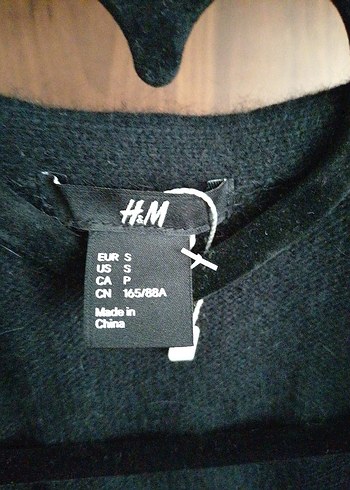 H&M
EUR S
US S
CA P
CN 165/88A
Made in
China